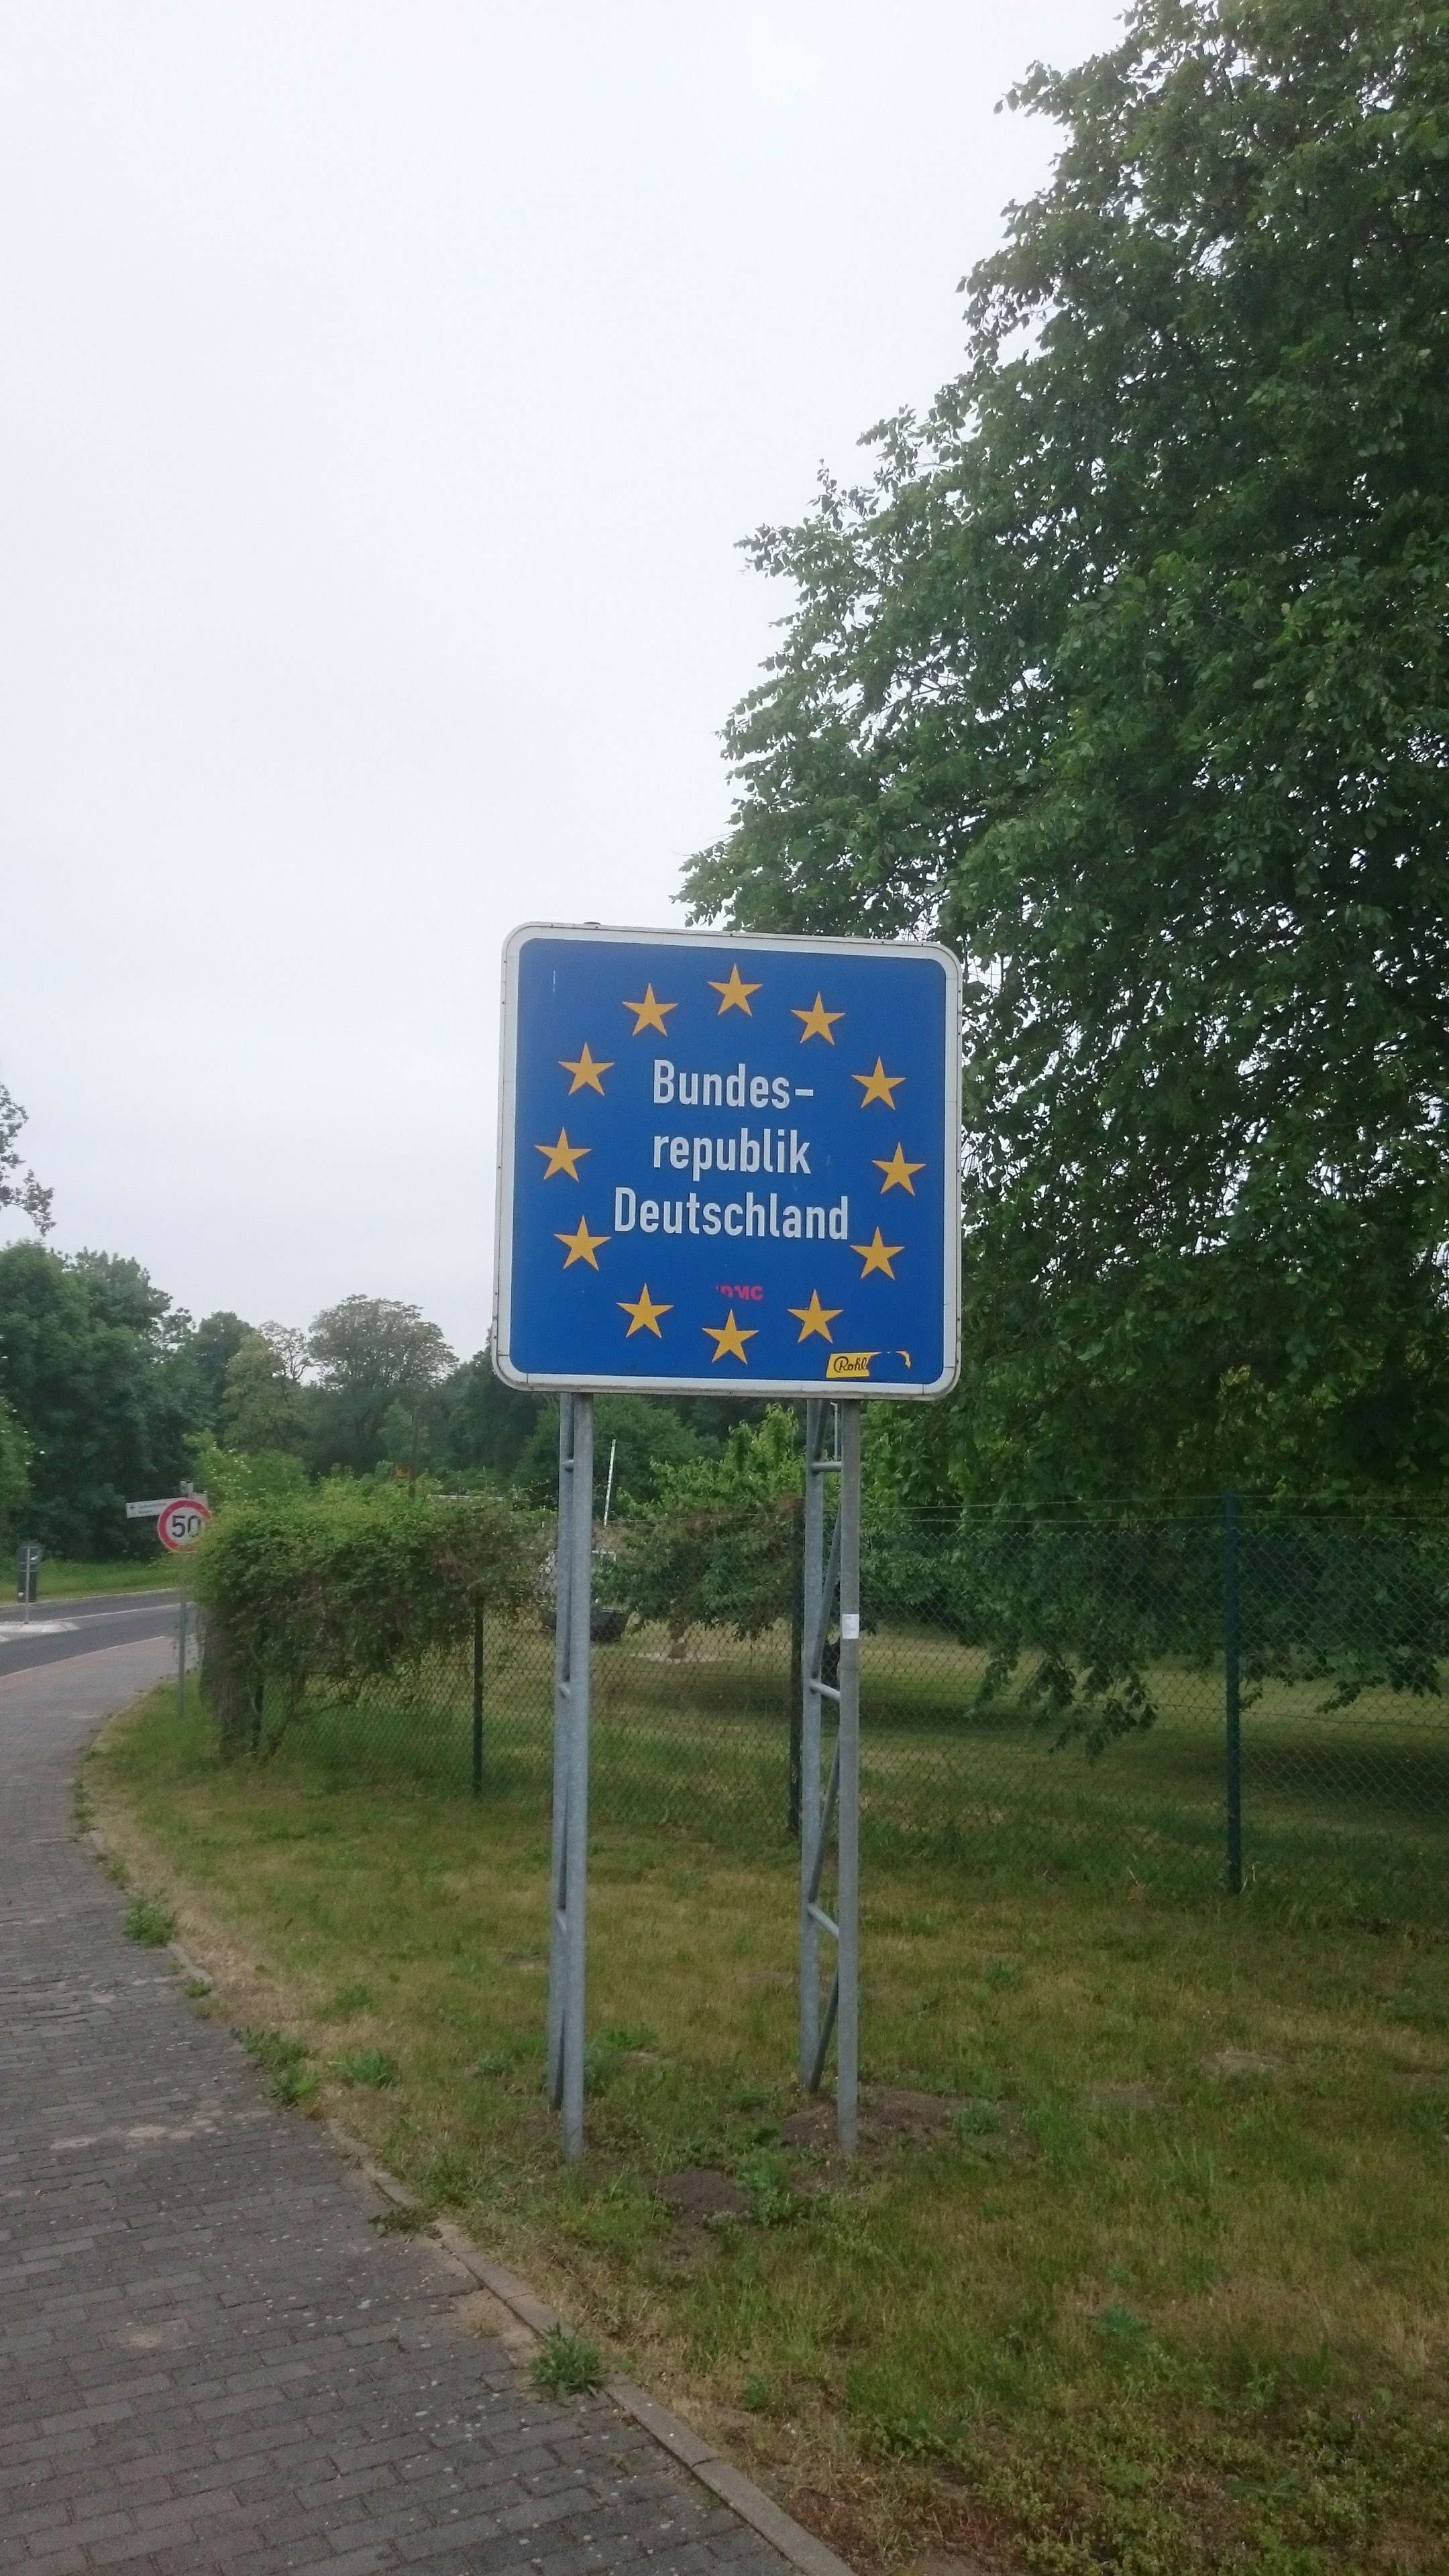 Bundes-
republik
Deutschland
50